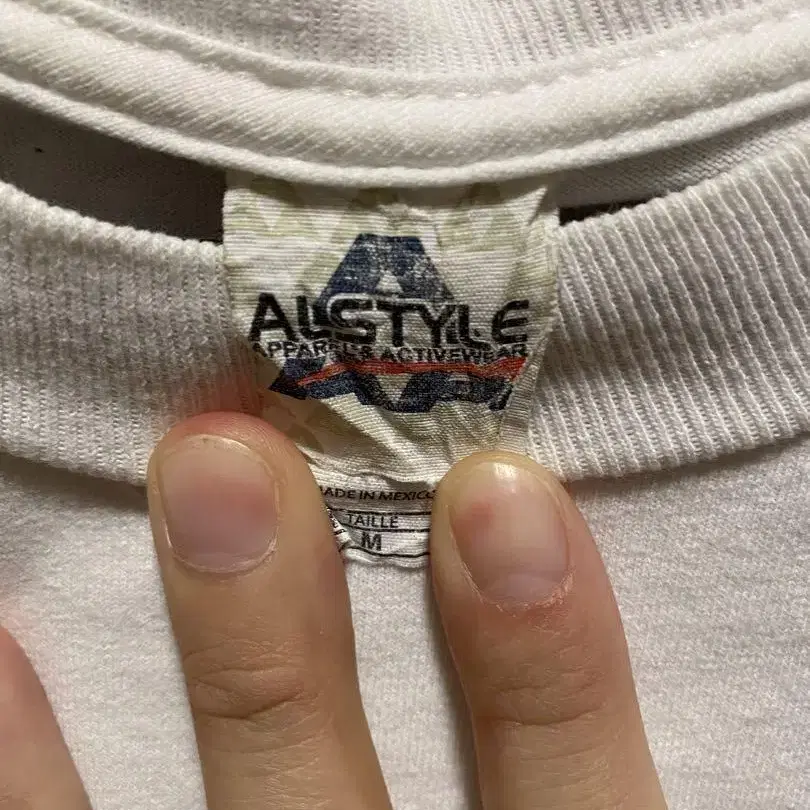 ALSTYLE
APPAREL & ACTIVEWEAR
MADE IN MEXICO
TAILLE
M